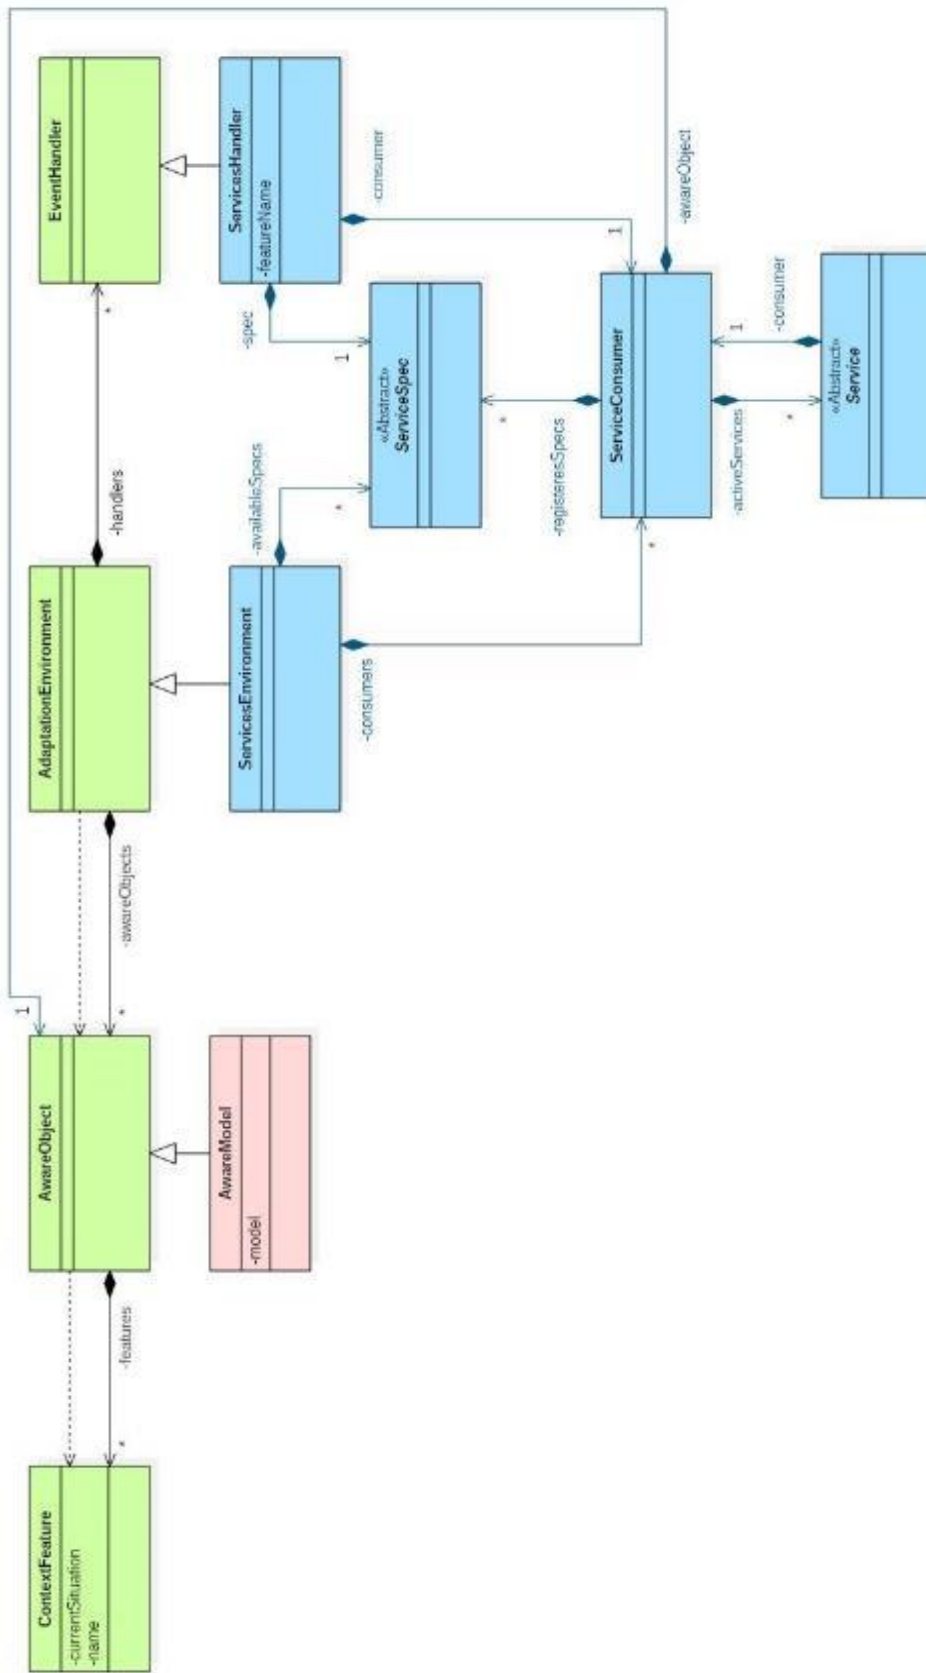 ContextFeature
-currentSituation
-name
-features
*
AwareObject
1
*
-awareObjects
AwareModel
-model
AdaptationEnvironment
-handlers
*
EventHandler
ServicesEnvironment
-availableSpecs
*
-consumers
*
ServicesHandler
-featureName
-spec
1
-consumer
1
«Abstract»
ServiceSpec
*
-registeresSpecs
ServiceConsumer
-awareObject
-activeServices
*
1
-consumer
«Abstract»
Service